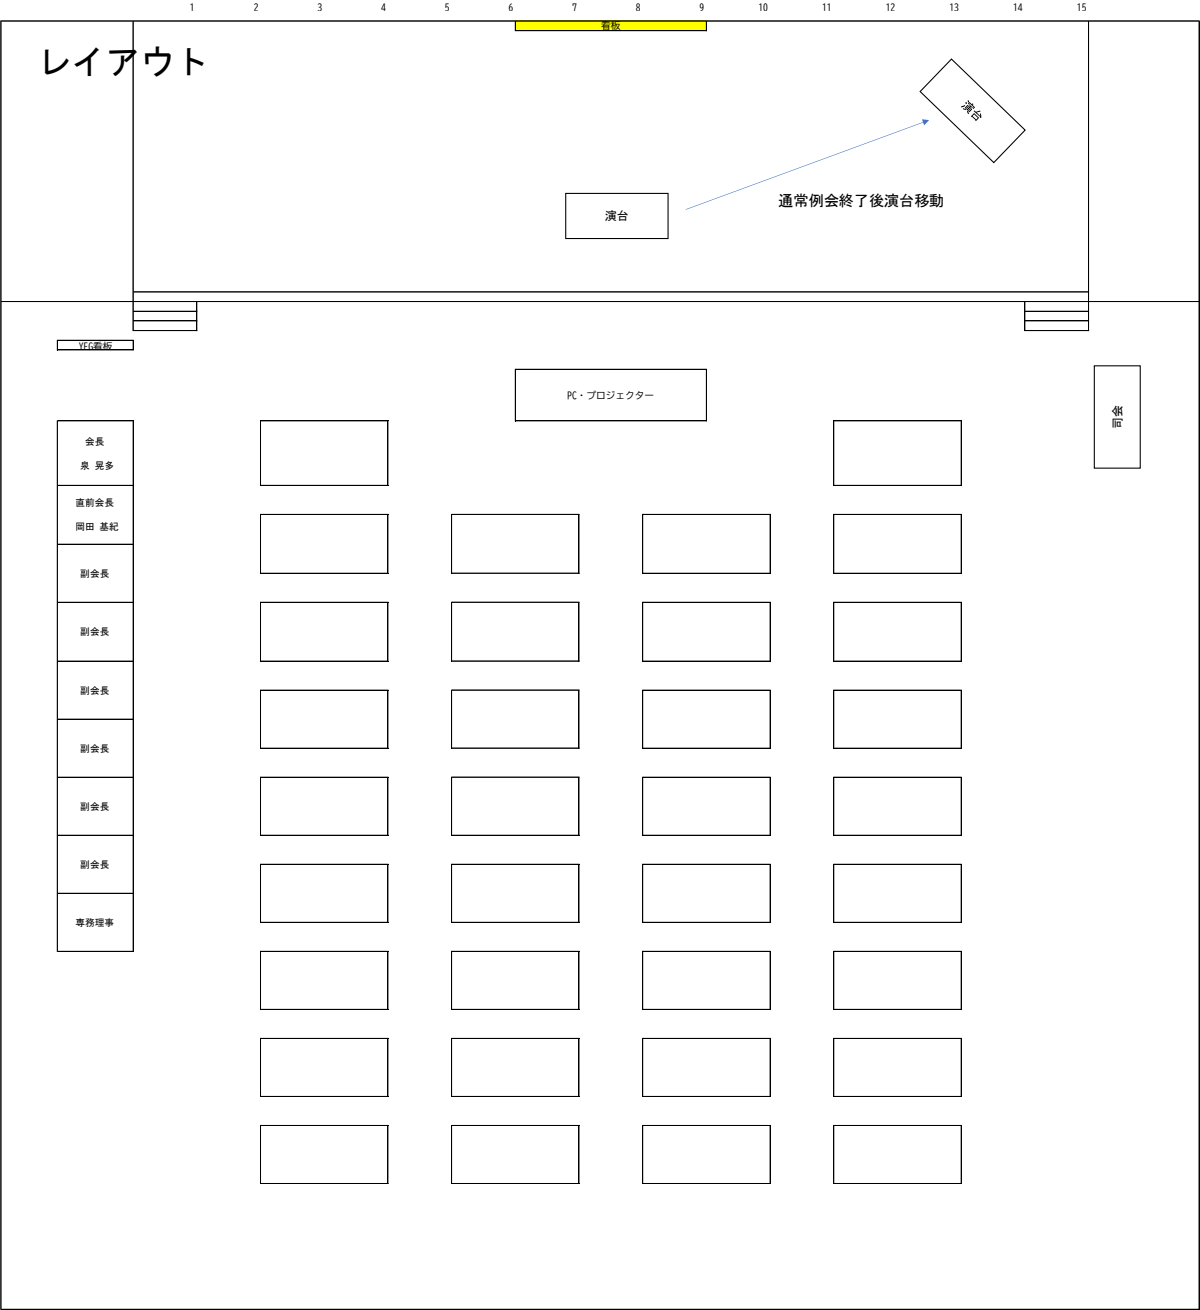 1 2 3 4 5 6 7 8 9 10 11 12 13 14 15
看板
レイアウト
演台
通常例会終了後演台移動
演台
YEG看板
PC・プロジェクター
司会
会長
泉 晃多
直前会長
岡田 基紀
副会長
副会長
副会長
副会長
副会長
副会長
専務理事